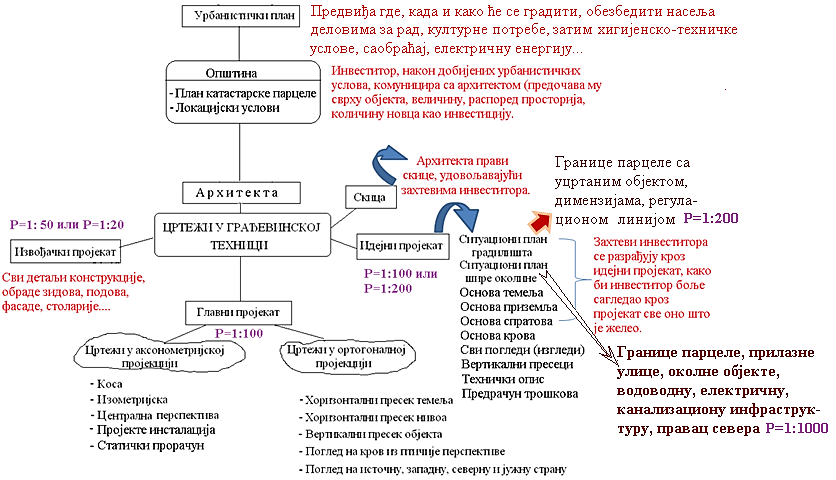 Урбанистички план
Предвиђа где, када и како ће се градити, обезбедити насеља
деловима за рад, културне потребе, затим хигијенско-техничке
услове, саобраћај, електричну енергију...
Општина
- План катастарске парцеле
- Локацијски услови
Инвеститор, након добијених урбанистичких
услова, комуницира са архитектом (предочава му
сврху објекта, величину, распоред просторија,
количину новца као инвестицију.
Архитекта
Скица
Архитекта прави
скице, удовољавајући
захтевима инвеститора.
Границе парцеле са
уцртаним објектом,
димензијама, регула-
ционом линијом Р=1:200
Р=1: 50 или Р=1:20
Извођачки пројекат
Сви детаљи конструкције,
обраде зидова, подова,
фасаде, столарије....
ЦРТЕЖИ У ГРАЂЕВИНСКОЈ
ТЕХНИЦИ
Идејни пројекат
Р=1:100 или
Р=1:200
Ситуациони план
градилишта
Ситуациони план
шире околине
Основа темеља
Основа приземља
Основа спратова
Основа крова
Сви погледи (изгледи)
Вертикални пресеци
Технички опис
Предрачун трошкова
Захтеви инвеститора
се разрађују кроз
идејни пројекат, како
би инвеститор боље
сагледао кроз
пројекат све оно што
је желео.
Границе парцеле, прилазне
улице, околне објекте,
водоводну, електричну,
канализациону инфраструк-
туру, правац севера Р=1:1000
Главни пројекат
Р=1:100
Цртежи у аксонометријској
пројекцији
- Коса
- Изометријска
- Централна перспектива
- Пројекте инсталација
- Статички прорачун
Цртежи у ортогоналној
пројекцији
- Хоризонтални пресек темеља
- Хоризонтални пресек нивоа
- Вертикални пресек објекта
- Поглед на кров из птичије перспективе
- Поглед на источну, западну, северну и јужну страну